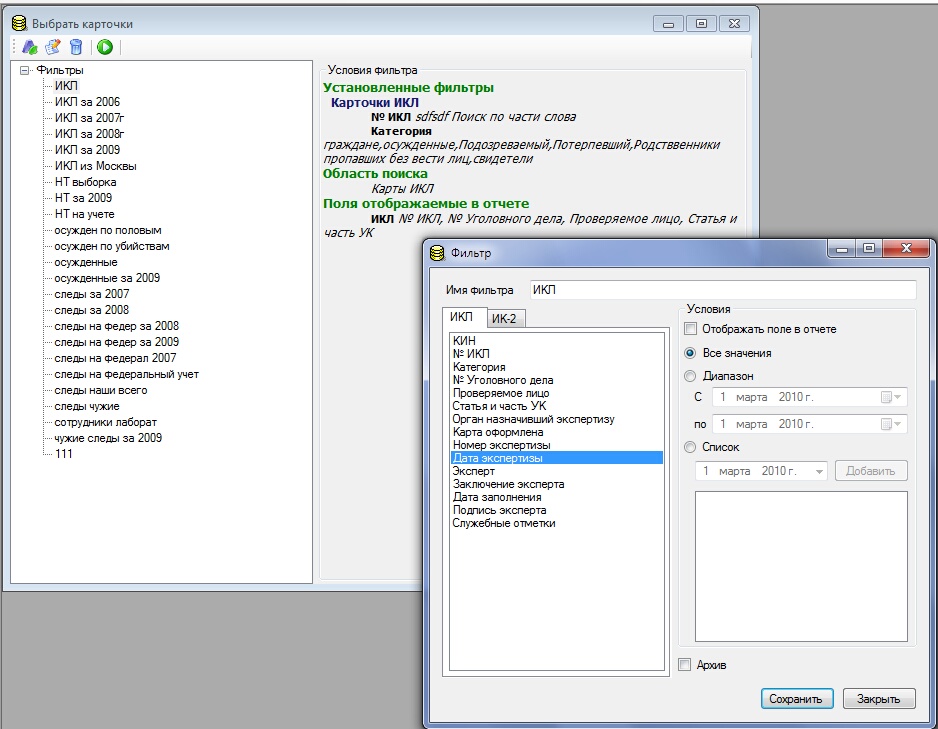 Выбрать карточки
Фильтры
ИКЛ
ИКЛ за 2006
ИКЛ за 2007г
ИКЛ за 2008г
ИКЛ за 2009
ИКЛ из Москвы
НТ выборка
НТ за 2009
НТ на учете
осужден по половым
осужден по убийствам
осужденные
осужденные за 2009
следы за 2007
следы за 2008
следы на федер за 2008
следы на федер за 2009
следы на федерал 2007
следы на федеральный учет
следы наши всего
следы чужие
сотрудники лаборат
чужие следы за 2009
111
Условия фильтра
Установленные фильтры
Карточки ИКЛ
№ ИКЛ sdfsdf Поиск по части слова
Категория
граждане,осужденные,Подозреваемый,Потерпевший,Родстввенники
пропавших без вести лиц,свидетели
Область поиска
Карты ИКЛ
Поля отображаемые в отчете
ИКЛ № ИКЛ, № Уголовного дела, Проверяемое лицо, Статья и
часть УК
Фильтр
Имя фильтра ИКЛ
ИКЛ ИК-2
КИН
№ ИКЛ
Категория
№ Уголовного дела
Проверяемое лицо
Статья и часть УК
Орган назначивший экспертизу
Карта оформлена
Номер экспертизы
Дата экспертизы
Эксперт
Заключение эксперта
Дата заполнения
Подпись эксперта
Служебные отметки
Условия
Отображать поле в отчете
Все значения
Диапазон
С 1 марта 2010 г.
по 1 марта 2010 г.
Список
1 марта 2010 г. Добавить
Архив
Сохранить Закрыть